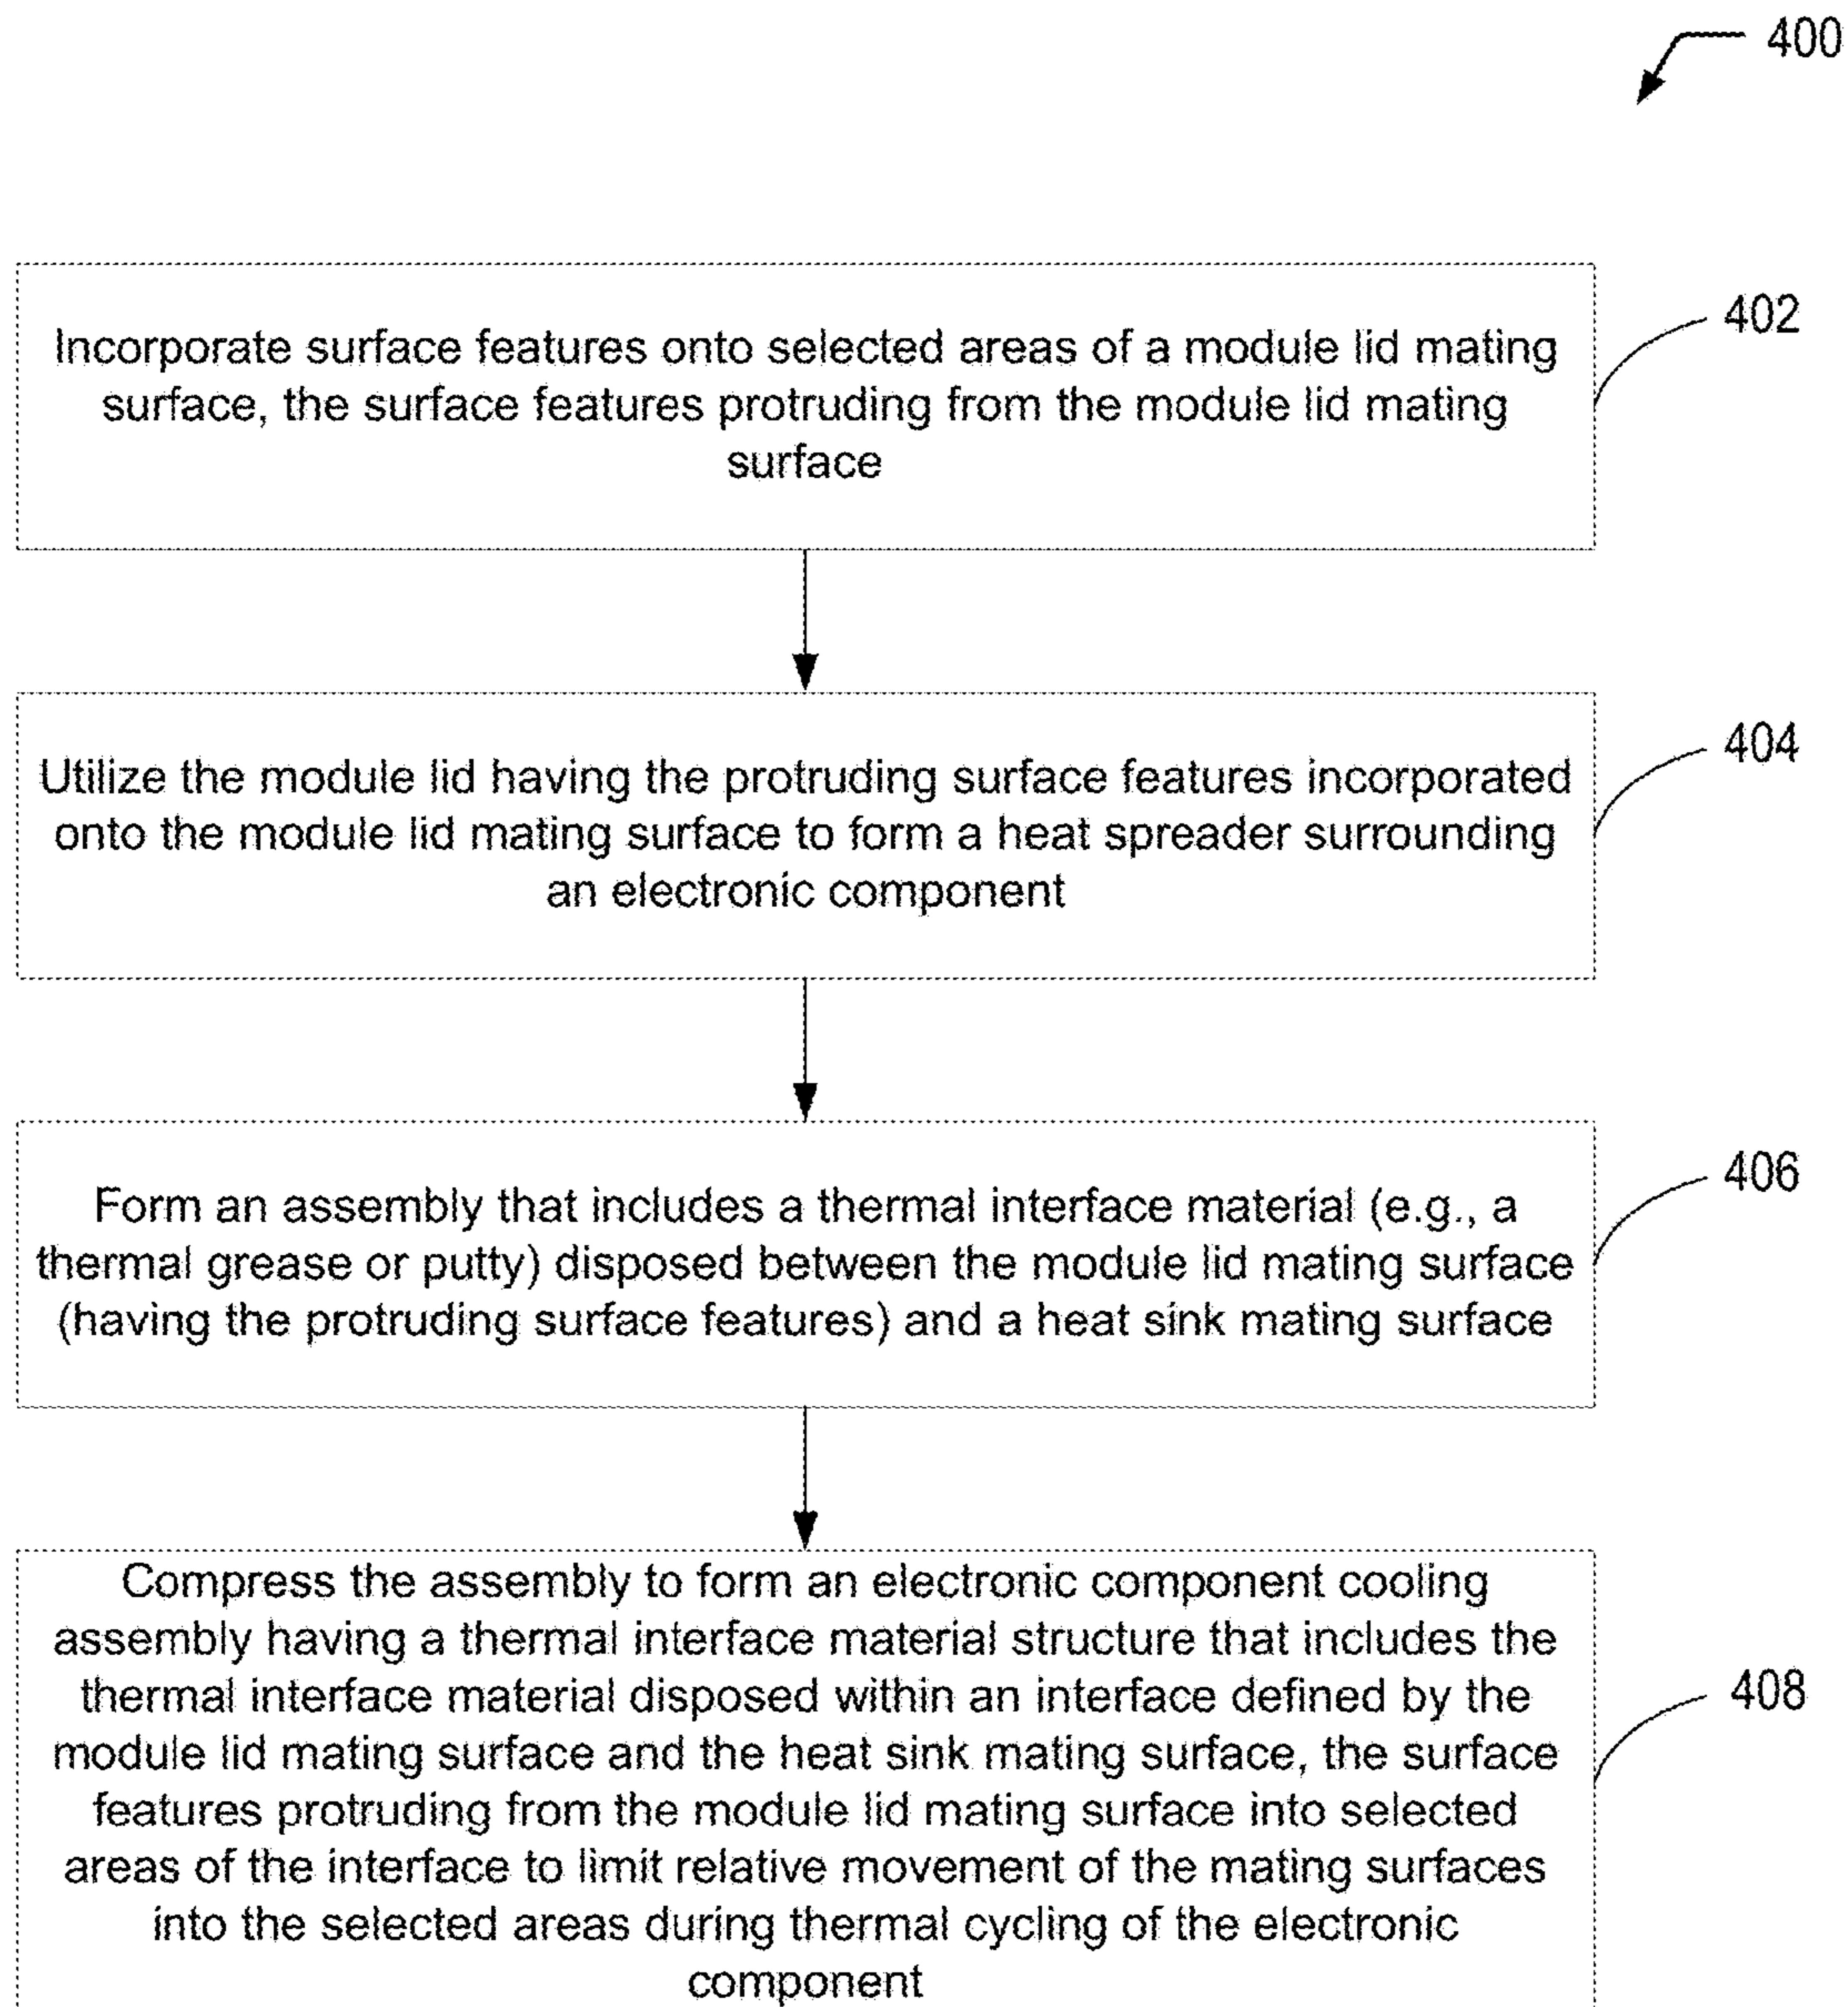 400
Incorporate surface features onto selected areas of a module lid mating
surface, the surface features protruding from the module lid mating
surface
402
Utilize the module lid having the protruding surface features incorporated
onto the module lid mating surface to form a heat spreader surrounding
an electronic component
404
Form an assembly that includes a thermal interface material (e.g., a
thermal grease or putty) disposed between the module lid mating surface
(having the protruding surface features) and a heat sink mating surface
406
Compress the assembly to form an electronic component cooling
assembly having a thermal interface material structure that includes the
thermal interface material disposed within an interface defined by the
module lid mating surface and the heat sink mating surface, the surface
features protruding from the module lid mating surface into selected
areas of the interface to limit relative movement of the mating surfaces
into the selected areas during thermal cycling of the electronic
component
408